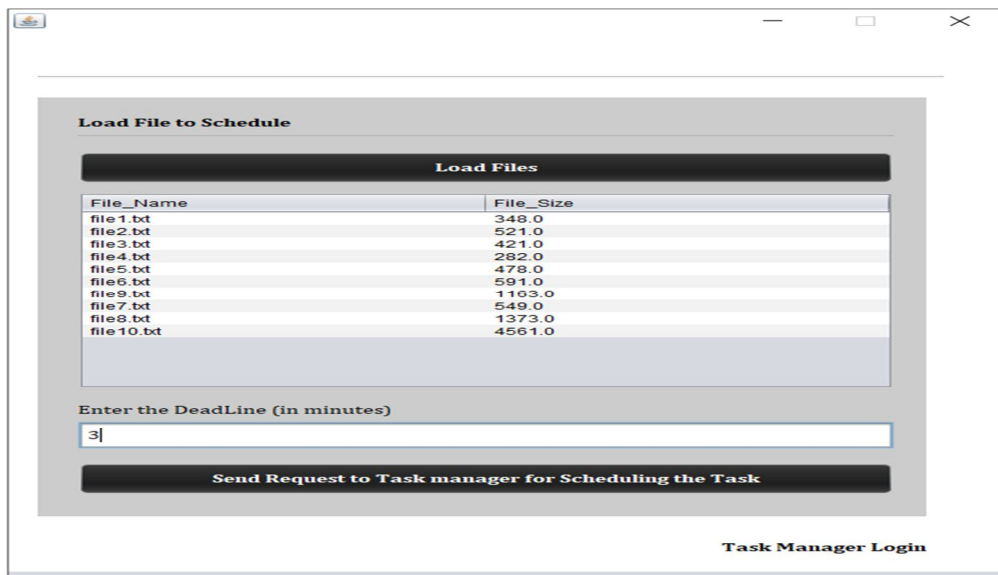 Load File to Schedule
Load Files
File_Name File_Size
file1.txt 348.0
file2.txt 521.0
file3.txt 421.0
file4.txt 282.0
file5.txt 478.0
file6.txt 591.0
file9.txt 1163.0
file7.txt 549.0
file8.txt 1373.0
file10.txt 4561.0
Enter the DeadLine (in minutes)
3
Send Request to Task manager for Scheduling the Task
Task Manager Login